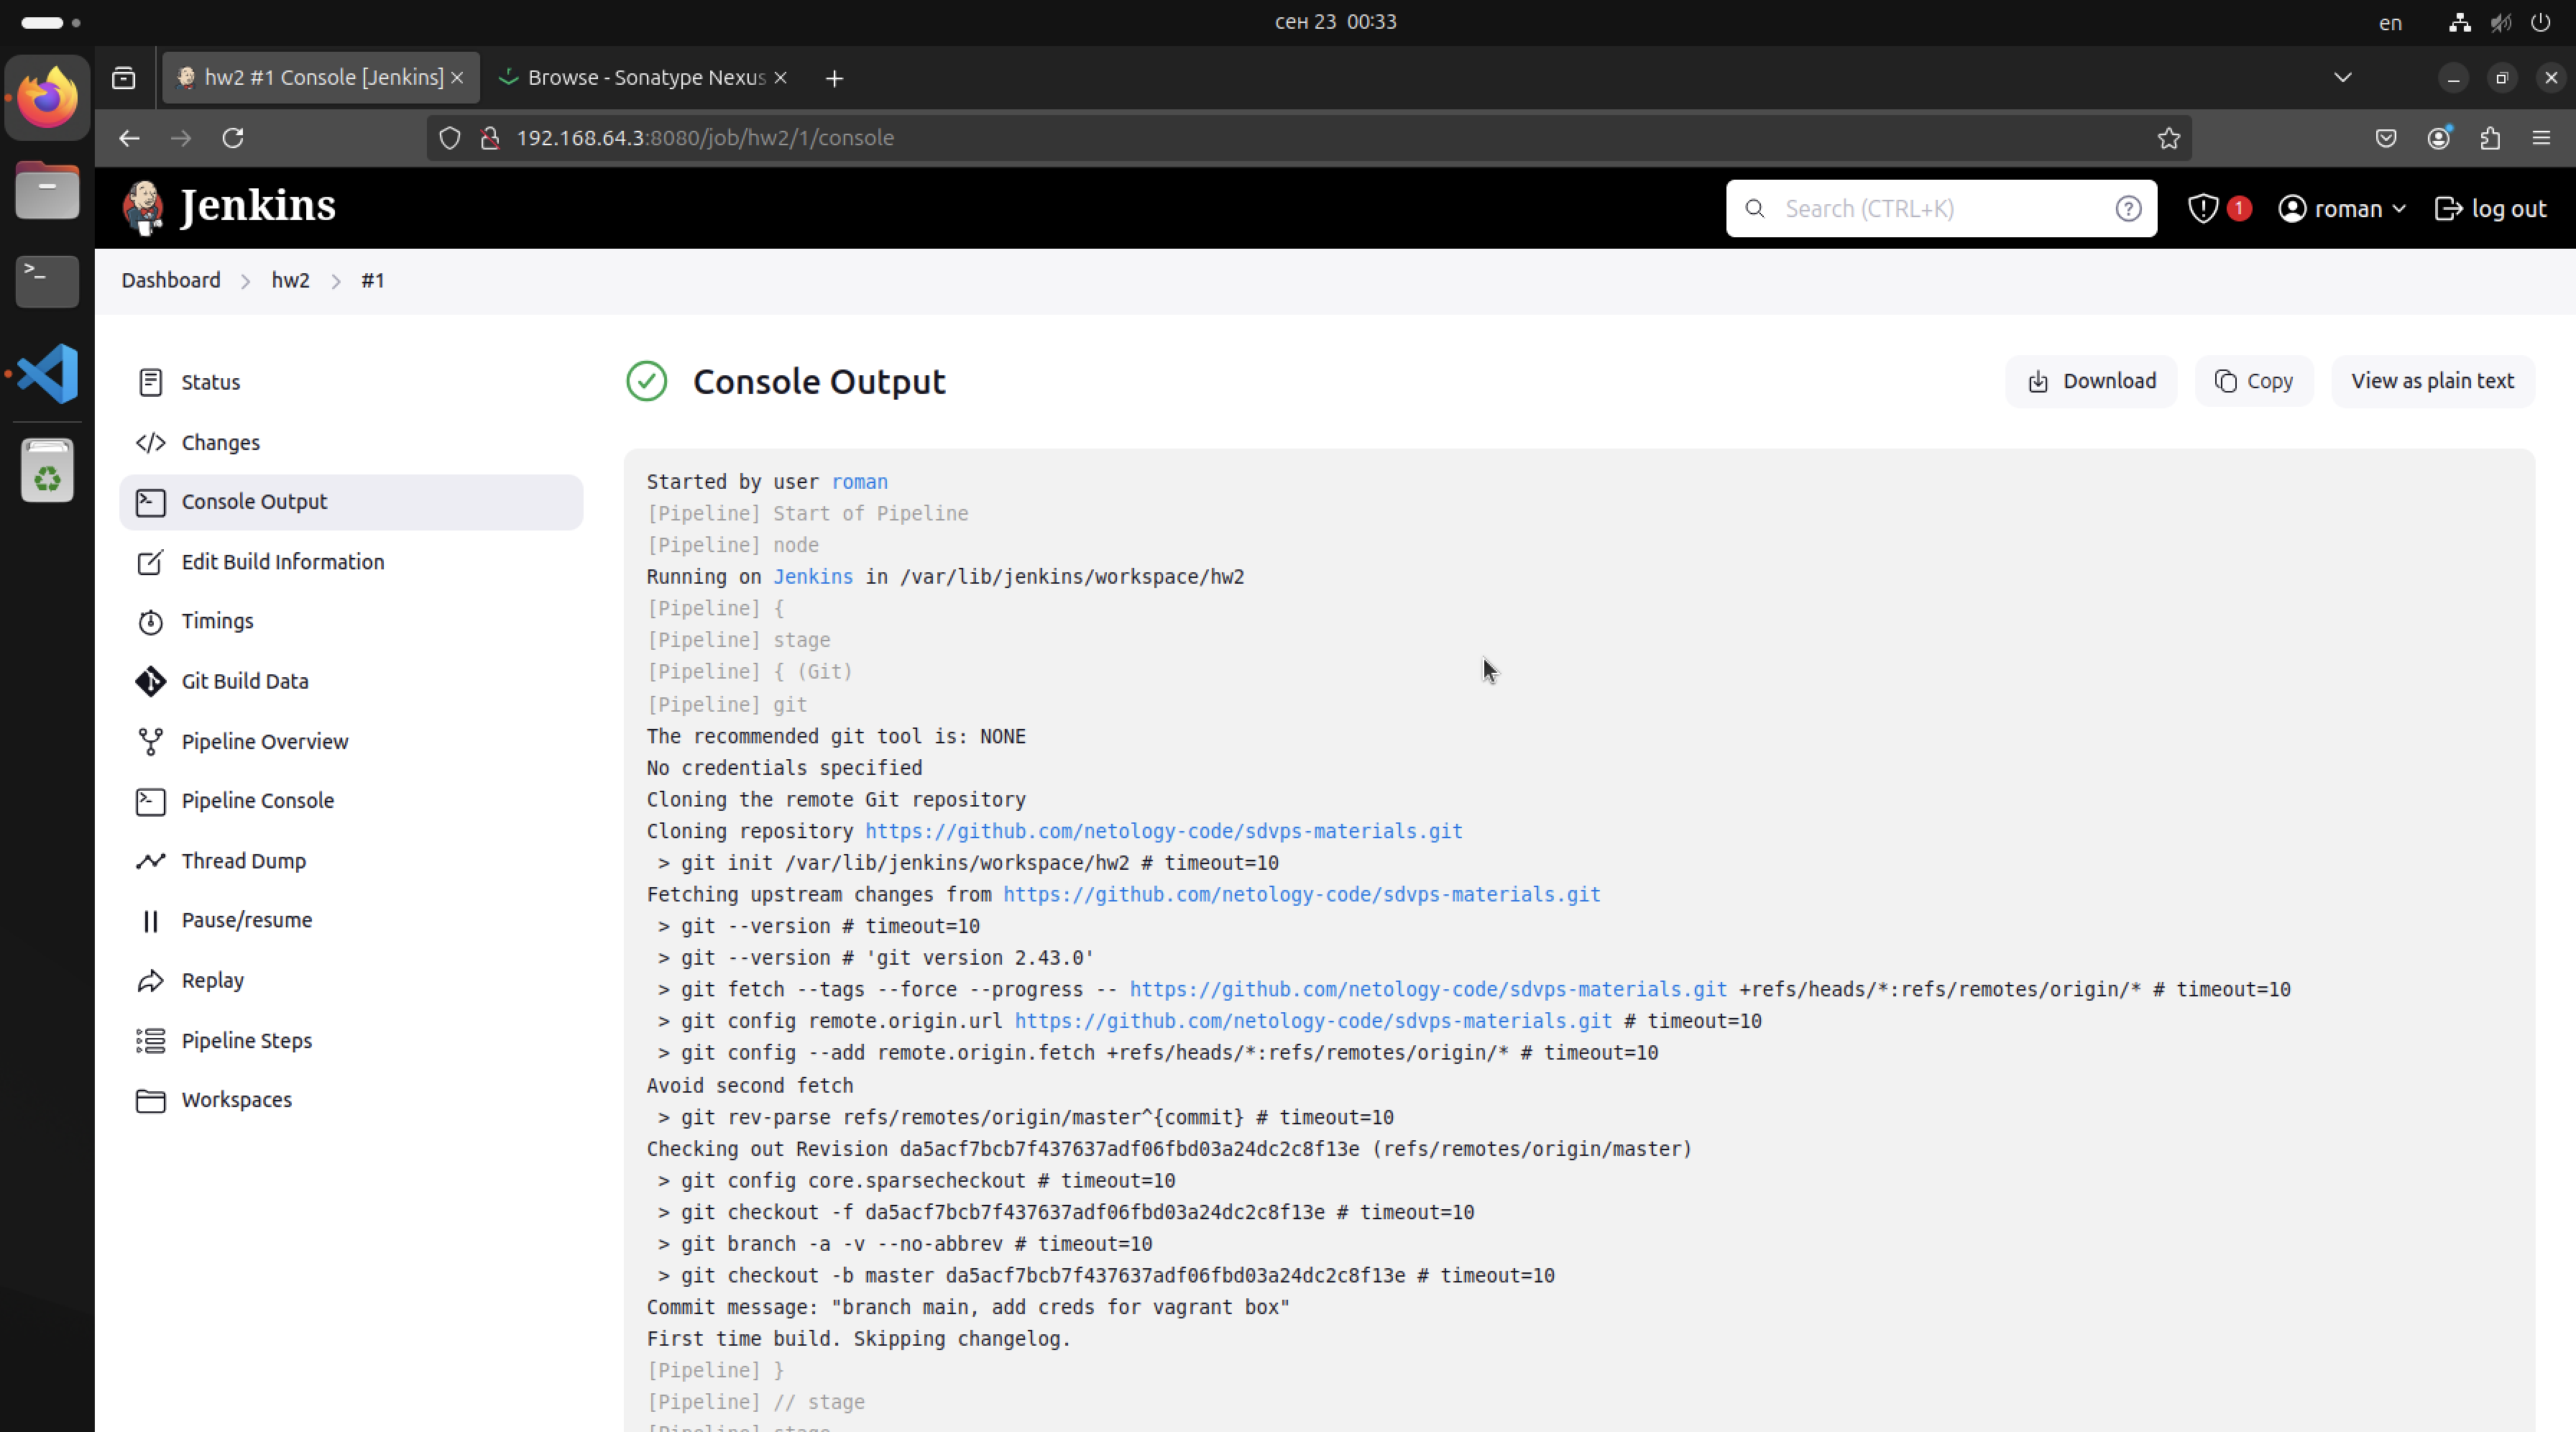 сен 23 00:33
en
hw2 #1 Console [Jenkins]
Browse - Sonatype Nexus
192.168.64.3:8080/job/hw2/1/console
Jenkins
Search (CTRL+K)
1
roman
log out
Dashboard
hw2
#1
Status
Changes
Console Output
Edit Build Information
Timings
Git Build Data
Pipeline Overview
Pipeline Console
Thread Dump
Pause/resume
Replay
Pipeline Steps
Workspaces
Console Output
Download
Copy
View as plain text
Started by user roman
[Pipeline] Start of Pipeline
[Pipeline] node
Running on Jenkins in /var/lib/jenkins/workspace/hw2
[Pipeline] {
[Pipeline] stage
[Pipeline] { (Git)
[Pipeline] git
The recommended git tool is: NONE
No credentials specified
Cloning the remote Git repository
Cloning repository https://github.com/netology-code/sdvps-materials.git
> git init /var/lib/jenkins/workspace/hw2 # timeout=10
Fetching upstream changes from https://github.com/netology-code/sdvps-materials.git
> git --version # timeout=10
> git --version # 'git version 2.43.0'
> git fetch --tags --force --progress -- https://github.com/netology-code/sdvps-materials.git +refs/heads/*:refs/remotes/origin/* # timeout=10
> git config remote.origin.url https://github.com/netology-code/sdvps-materials.git # timeout=10
> git config --add remote.origin.fetch +refs/heads/*:refs/remotes/origin/* # timeout=10
Avoid second fetch
> git rev-parse refs/remotes/origin/master^{commit} # timeout=10
Checking out Revision da5acf7bcb7f437637adf06fbd03a24dc2c8f13e (refs/remotes/origin/master)
> git config core.sparsecheckout # timeout=10
> git checkout -f da5acf7bcb7f437637adf06fbd03a24dc2c8f13e # timeout=10
> git branch -a -v --no-abbrev # timeout=10
> git checkout -b master da5acf7bcb7f437637adf06fbd03a24dc2c8f13e # timeout=10
Commit message: "branch main, add creds for vagrant box"
First time build. Skipping changelog.
[Pipeline] }
[Pipeline] // stage
[Pipeline] stage